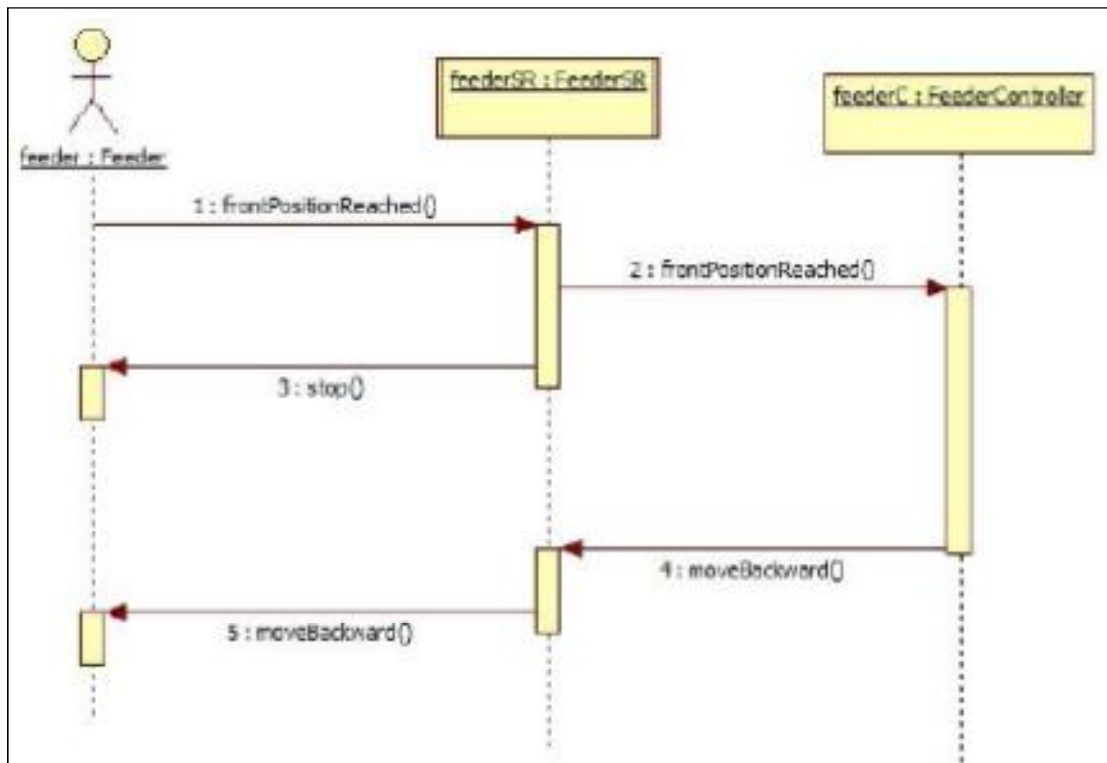 feederSR : FeederSR
feederC : FeederController
feeder : Feeder
1 : frontPositionReached()
2 : frontPositionReached()
3 : stop()
4 : moveBackward()
5 : moveBackward()